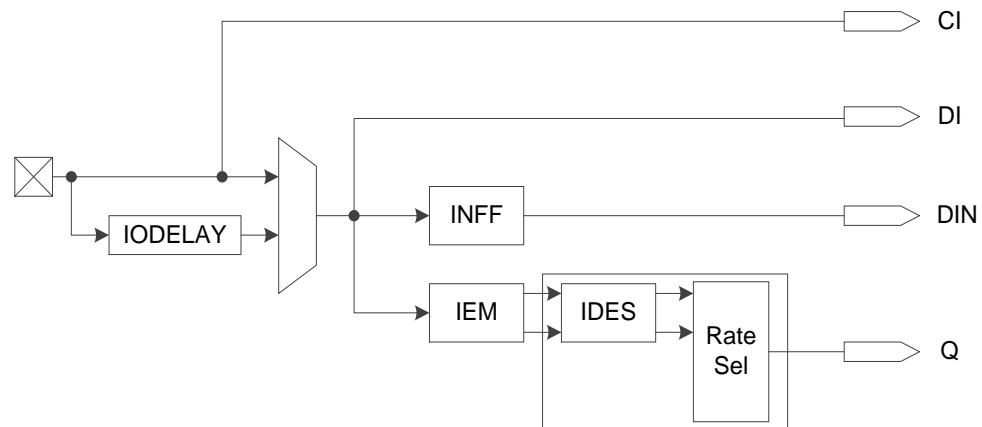 CI
DI
INFF
DIN
IODELAY
IEM
IDES
Rate
Sel
Q